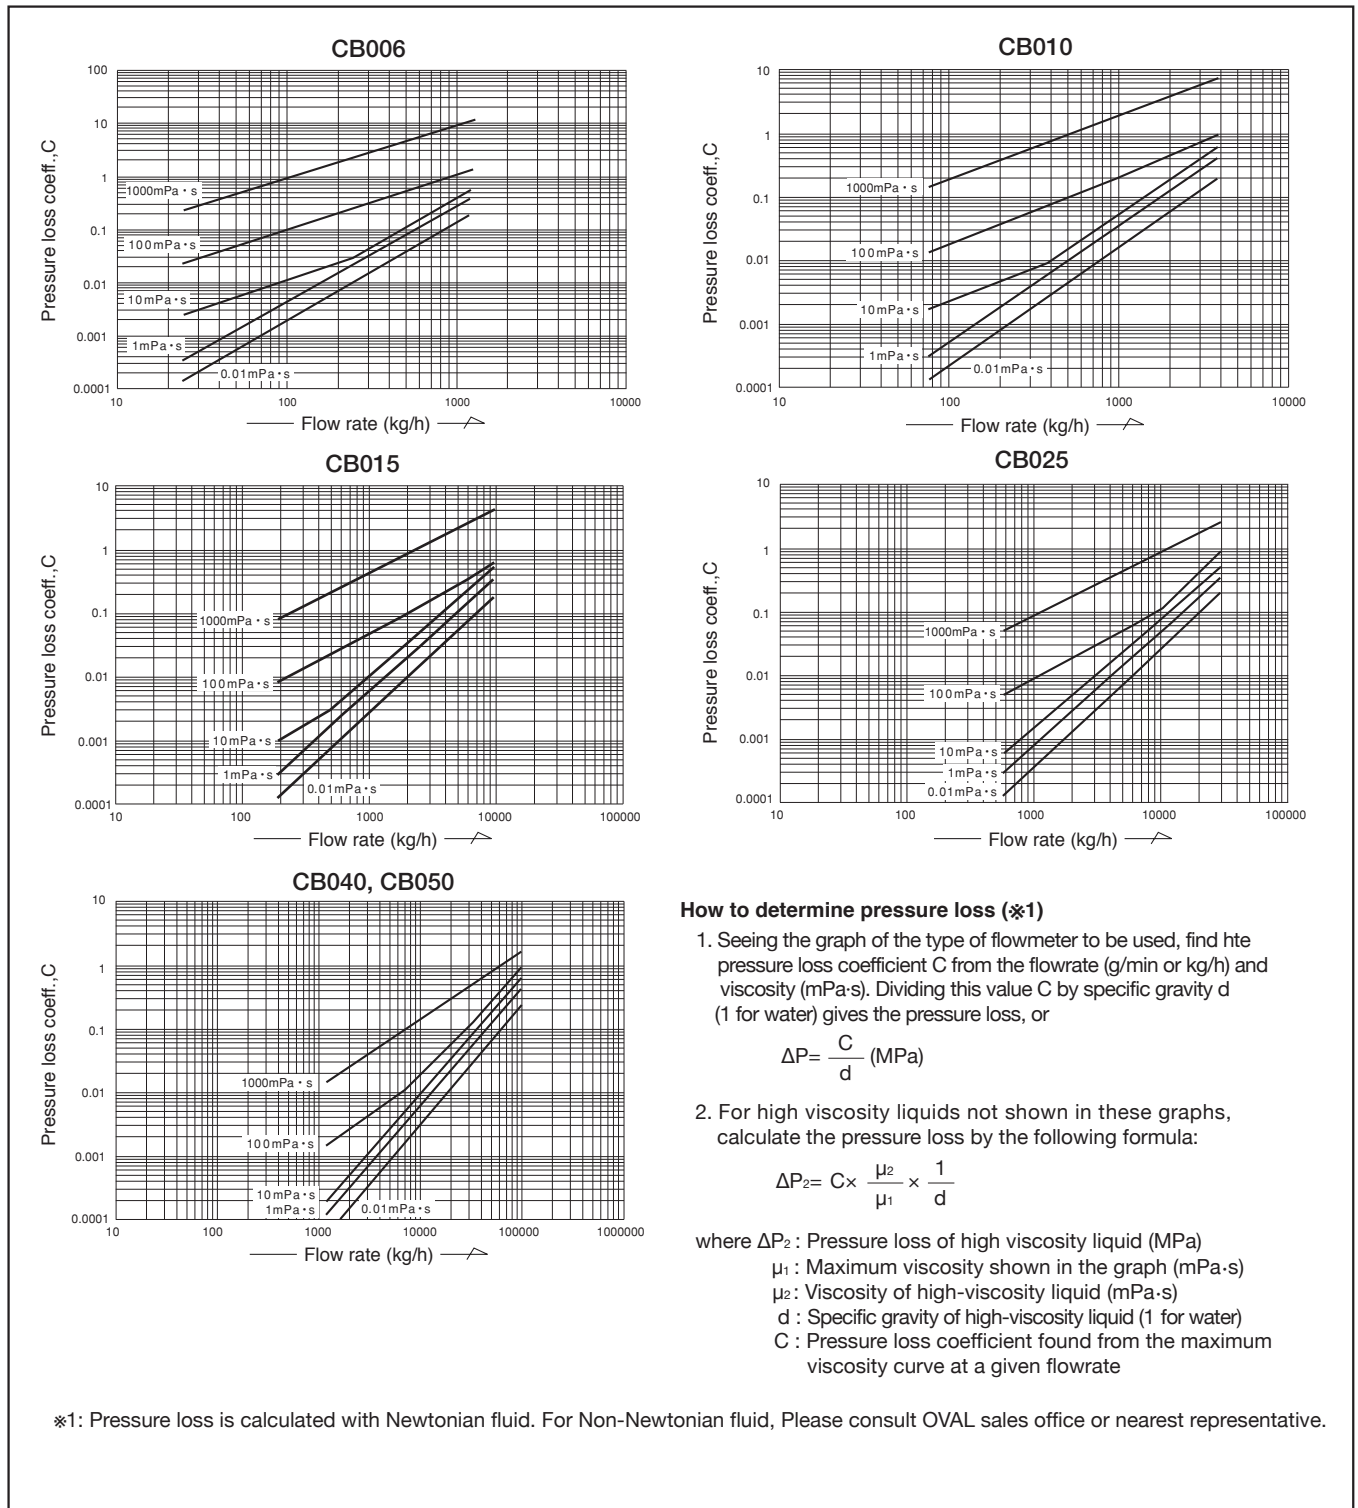 CB006
100
10
1
0.1
0.01
0.001
0.0001
Pressure loss coeff.,C
1000mPa・s
100mPa・s
10mPa・s
1mPa・s
0.01mPa・s
10 100 1000 10000
Flow rate (kg/h)
CB010
10
1
0.1
0.01
0.001
0.0001
Pressure loss coeff.,C
1000mPa・s
100mPa・s
10mPa・s
1mPa・s
0.01mPa・s
10 100 1000 10000
Flow rate (kg/h)
CB015
10
1
0.1
0.01
0.001
0.0001
Pressure loss coeff.,C
1000mPa・s
100mPa・s
10mPa・s
1mPa・s
0.01mPa・s
10 100 1000 10000 100000
Flow rate (kg/h)
CB025
10
1
0.1
0.01
0.001
0.0001
Pressure loss coeff.,C
1000mPa・s
100mPa・s
10mPa・s
1mPa・s
0.01mPa・s
10 100 1000 10000 100000
Flow rate (kg/h)
CB040, CB050
10
1
0.1
0.01
0.001
0.0001
Pressure loss coeff.,C
1000mPa・s
100mPa・s
10mPa・s
1mPa・s
0.01mPa・s
10 100 1000 10000 100000 1000000
Flow rate (kg/h)
How to determine pressure loss (※1)
1. Seeing the graph of the type of flowmeter to be used, find hte
pressure loss coefficient C from the flowrate (g/min or kg/h) and
viscosity (mPa·s). Dividing this value C by specific gravity d
(1 for water) gives the pressure loss, or
ΔP= C/d (MPa)
2. For high viscosity liquids not shown in these graphs,
calculate the pressure loss by the following formula:
ΔP₂= C× μ₂/μ₁ × 1/d
where ΔP₂ : Pressure loss of high viscosity liquid (MPa)
μ₁ : Maximum viscosity shown in the graph (mPa·s)
μ₂ : Viscosity of high-viscosity liquid (mPa·s)
d : Specific gravity of high-viscosity liquid (1 for water)
C : Pressure loss coefficient found from the maximum
viscosity curve at a given flowrate
※1: Pressure loss is calculated with Newtonian fluid. For Non-Newtonian fluid, Please consult OVAL sales office or nearest representative.